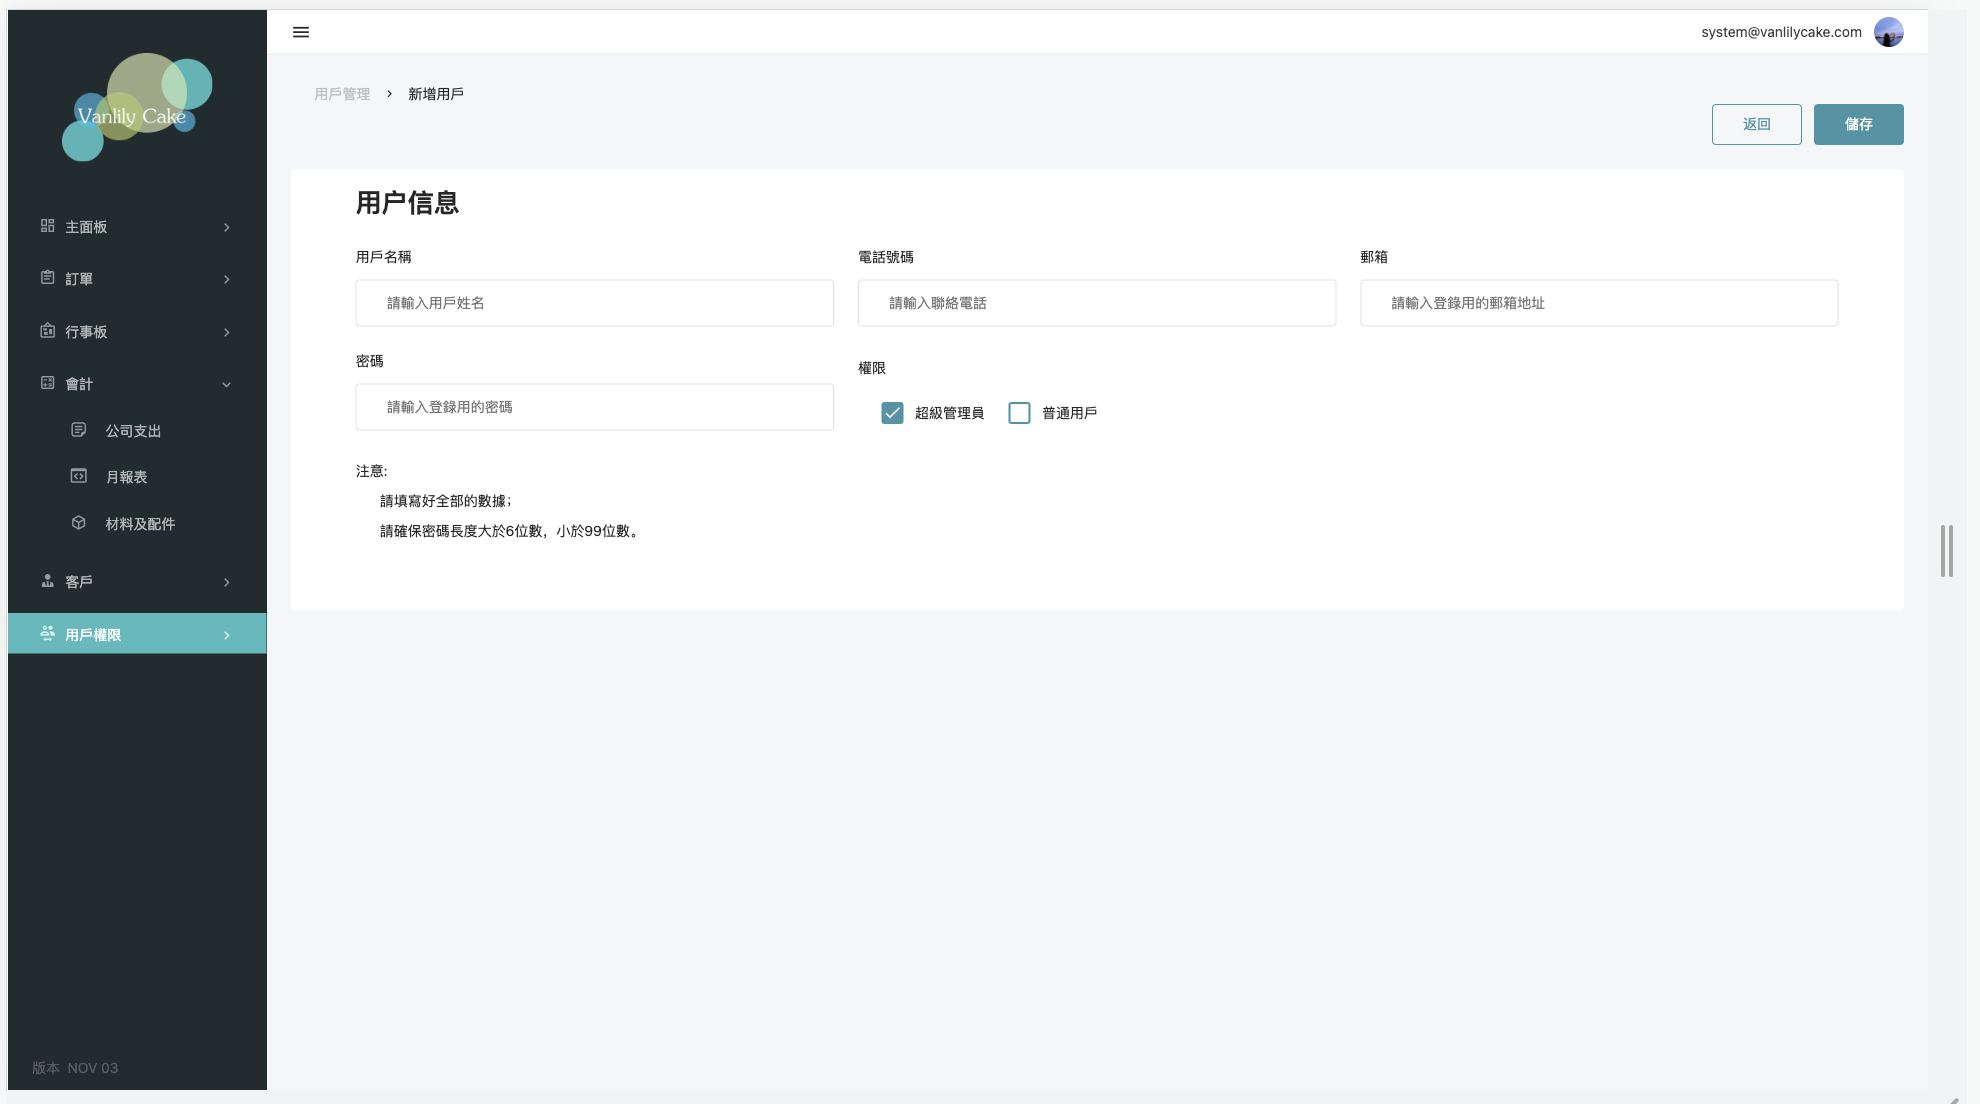 Vanlily Cake
主面板
訂單
行事板
會計
公司支出
月報表
材料及配件
客戶
用戶權限
版本 NOV 03
system@vanlilycake.com
用戶管理 > 新增用戶
返回
儲存
用户信息
用戶名稱
請輸入用戶姓名
電話號碼
請輸入聯絡電話
郵箱
請輸入登錄用的郵箱地址
密碼
請輸入登錄用的密碼
權限
超級管理員
普通用戶
注意:
請填寫好全部的數據；
請確保密碼長度大於6位數，小於99位數。